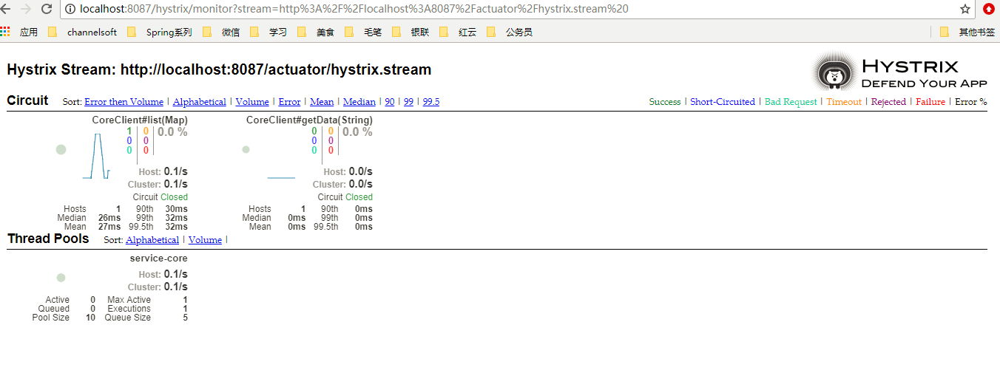 localhost:8087/hystrix/monitor?stream=http%3A%2F%2Flocalhost%3A8087%2Factuator%2Fhystrix.stream%20
应用 channelsoft Spring系列 微信 学习 美食 毛笔 银联 红云 公务员 其他书签
Hystrix Stream: http://localhost:8087/actuator/hystrix.stream
HYSTRIX
DEFEND YOUR APP
Circuit Sort: Error then Volume | Alphabetical | Volume | Error | Mean | Median | 90 | 99 | 99.5
Success | Short-Circuited | Bad Request | Timeout | Rejected | Failure | Error %
CoreClient#list(Map)
1 0 0.0 %
0 0
0 0
Host: 0.1/s
Cluster: 0.1/s
Circuit Closed
Hosts 1 90th 30ms
Median 26ms 99th 32ms
Mean 27ms 99.5th 32ms
CoreClient#getData(String)
0 0 0.0 %
0 0
0 0
Host: 0.0/s
Cluster: 0.0/s
Circuit Closed
Hosts 1 90th 0ms
Median 0ms 99th 0ms
Mean 0ms 99.5th 0ms
Thread Pools Sort: Alphabetical | Volume |
service-core
Host: 0.1/s
Cluster: 0.1/s
Active 0 Max Active 1
Queued 0 Executions 1
Pool Size 10 Queue Size 5